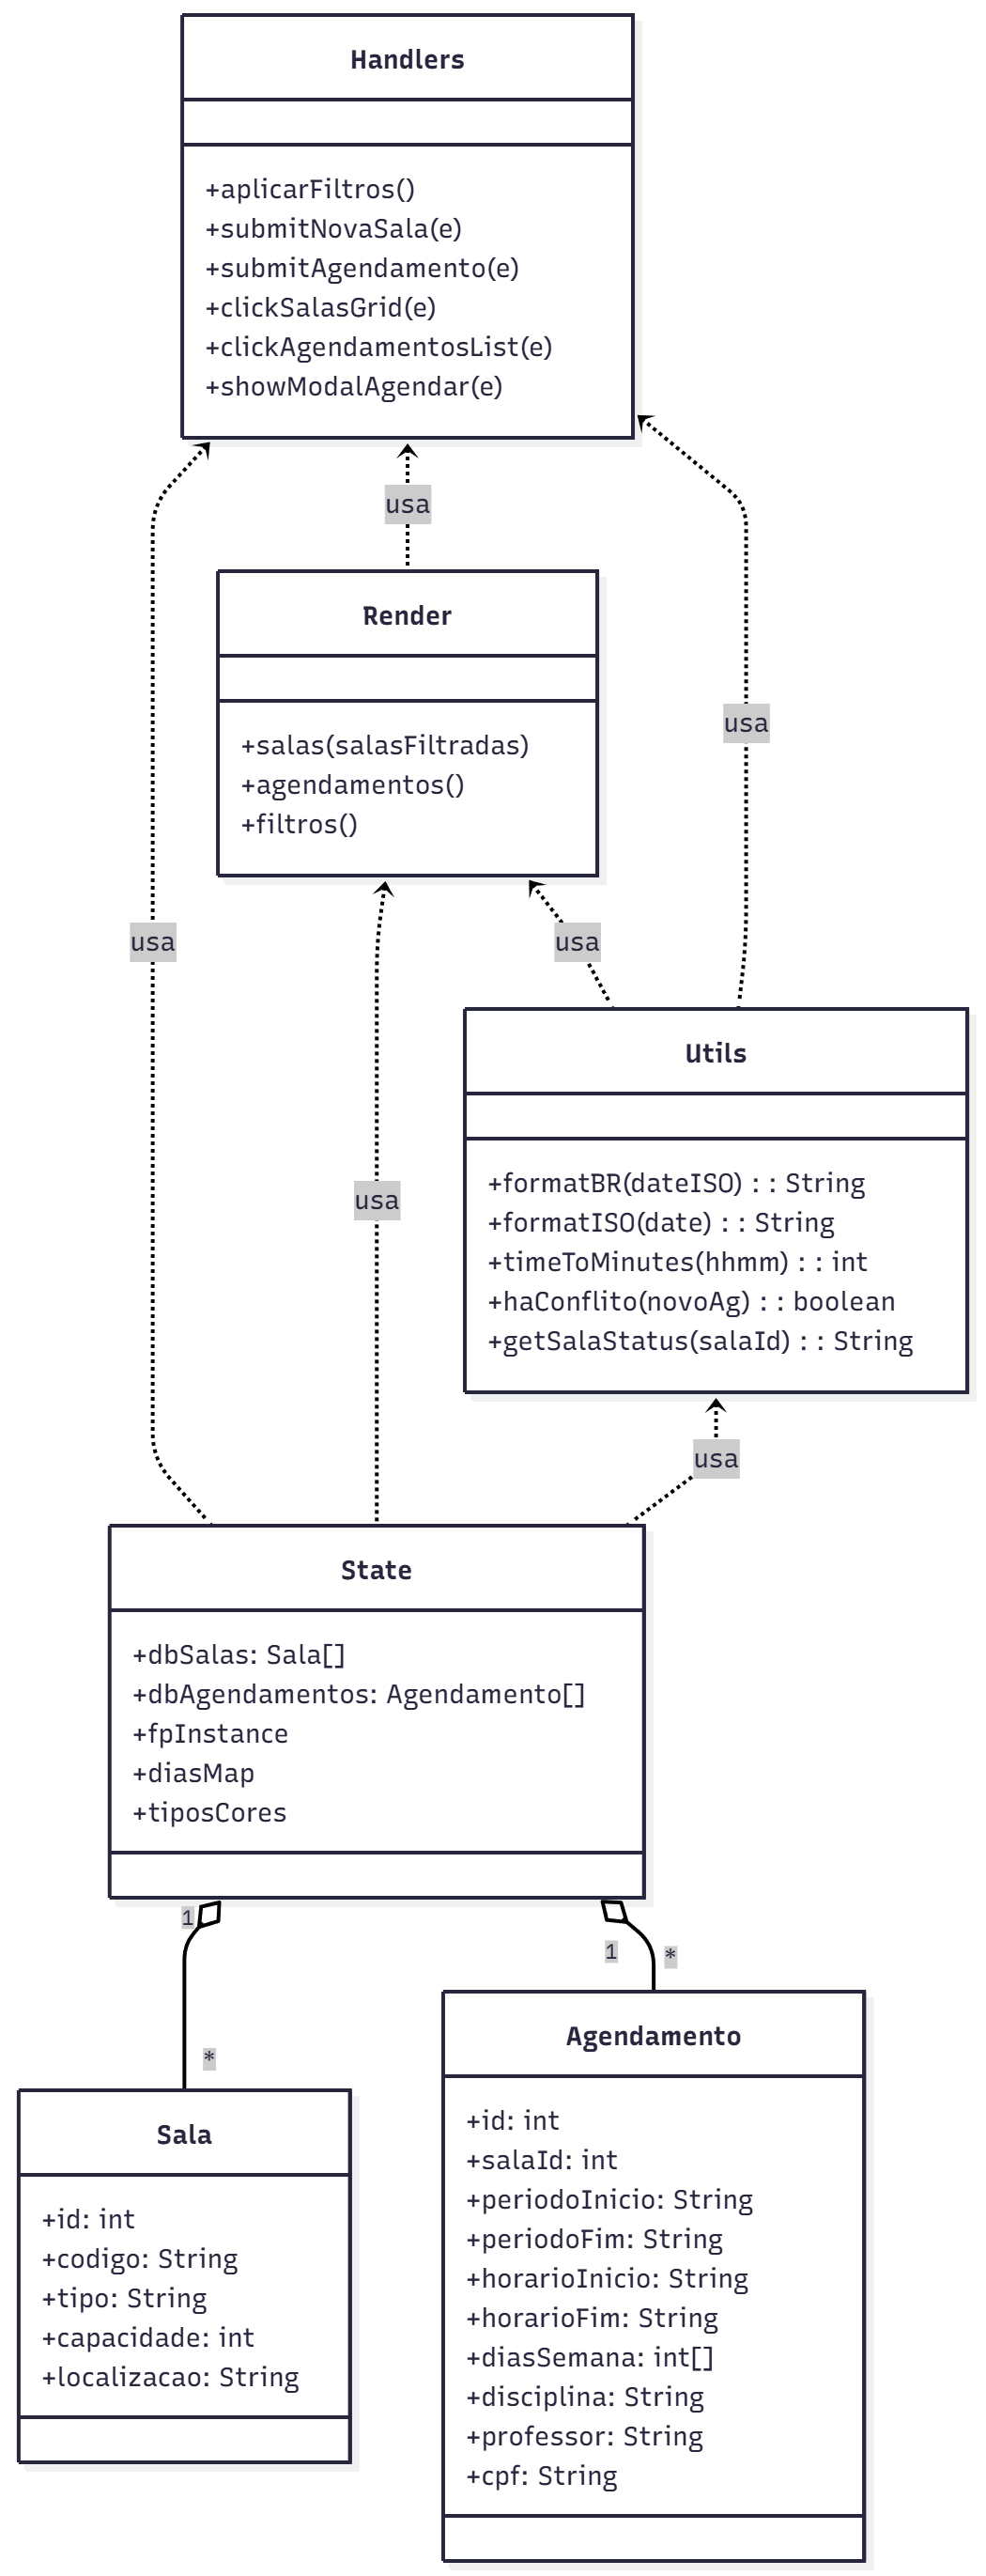 Handlers
+aplicarFiltros()
+submitNovaSala(e)
+submitAgendamento(e)
+clickSalasGrid(e)
+clickAgendamentosList(e)
+showModalAgendar(e)
usa
Render
+salas(salasFiltradas)
+agendamentos()
+filtros()
usa
usa
usa
Utils
+formatBR(dateISO) : : String
+formatISO(date) : : String
+timeToMinutes(hhmm) : : int
+haConflito(novoAg) : : boolean
+getSalaStatus(salaId) : : String
usa
usa
State
+dbSalas: Sala[]
+dbAgendamentos: Agendamento[]
+fpInstance
+diasMap
+tiposCores
1
1
*
*
Agendamento
+id: int
+salaId: int
+periodoInicio: String
+periodoFim: String
+horarioInicio: String
+horarioFim: String
+diasSemana: int[]
+disciplina: String
+professor: String
+cpf: String
Sala
+id: int
+codigo: String
+tipo: String
+capacidade: int
+localizacao: String